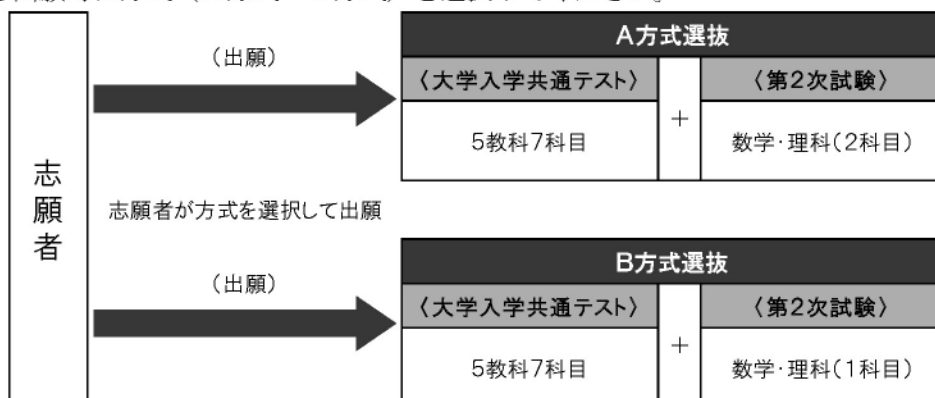 志願者
(出願)
志願者が方式を選択して出願
(出願)
A方式選抜
〈大学入学共通テスト〉
+
〈第2次試験〉
5教科7科目
数学・理科(2科目)
B方式選抜
〈大学入学共通テスト〉
+
〈第2次試験〉
5教科7科目
数学・理科(1科目)